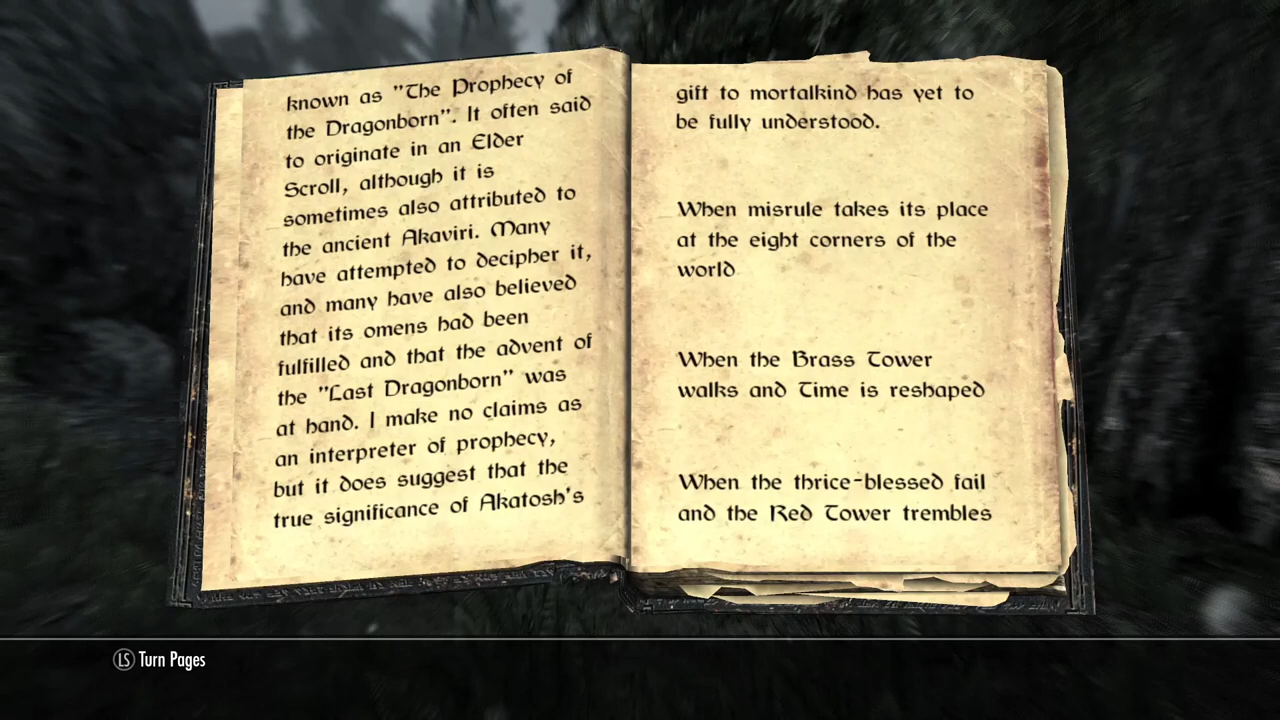 known as "The Prophecy of
the Dragonborn". It often said
to originate in an Elder
Scroll, although it is
sometimes also attributed to
the ancient Akaviri. Many
have attempted to decipher it,
and many have also believed
that its omens had been
fulfilled and that the advent of
the "Last Dragonborn" was
at hand. I make no claims as
an interpreter of prophecy,
but it does suggest that the
true significance of Akatosh's
gift to mortalkind has yet to
be fully understood.
When misrule takes its place
at the eight corners of the
world
When the Brass Tower
walks and Time is reshaped
When the thrice-blessed fail
and the Red Tower trembles
LS Turn Pages